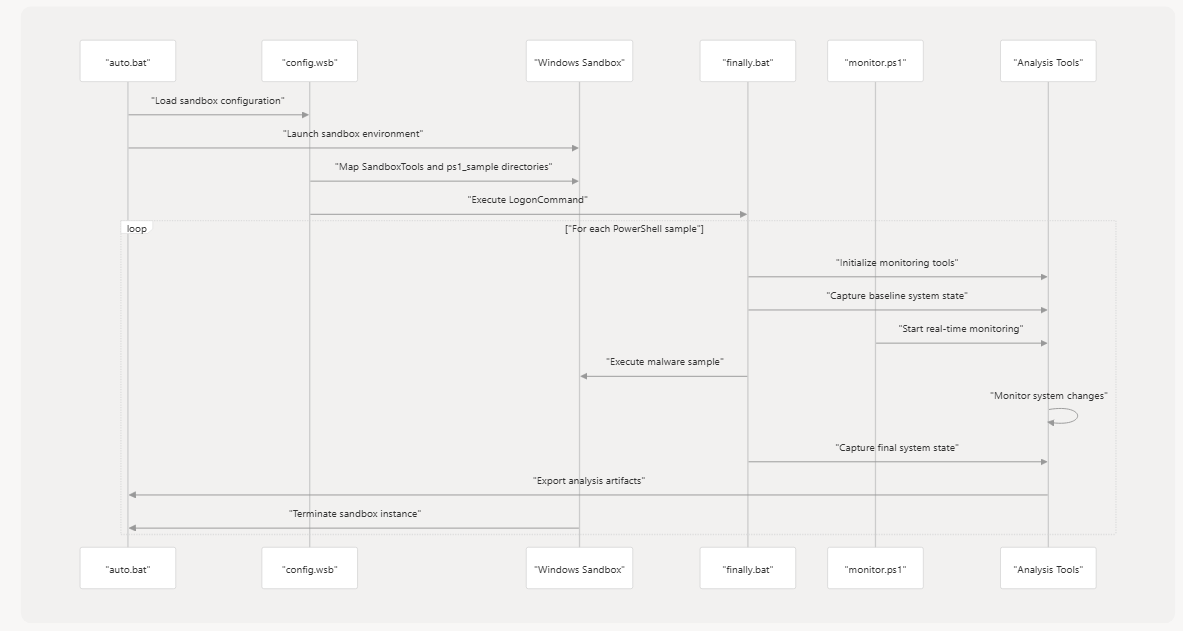 "auto.bat" "config.wsb" "Windows Sandbox" "finally.bat" "monitor.ps1" "Analysis Tools"
"Load sandbox configuration"
"Launch sandbox environment"
"Map SandboxTools and ps1_sample directories"
"Execute LogonCommand"
loop ["For each PowerShell sample"]
"Initialize monitoring tools"
"Capture baseline system state"
"Start real-time monitoring"
"Execute malware sample"
"Monitor system changes"
"Capture final system state"
"Export analysis artifacts"
"Terminate sandbox instance"
"auto.bat" "config.wsb" "Windows Sandbox" "finally.bat" "monitor.ps1" "Analysis Tools"